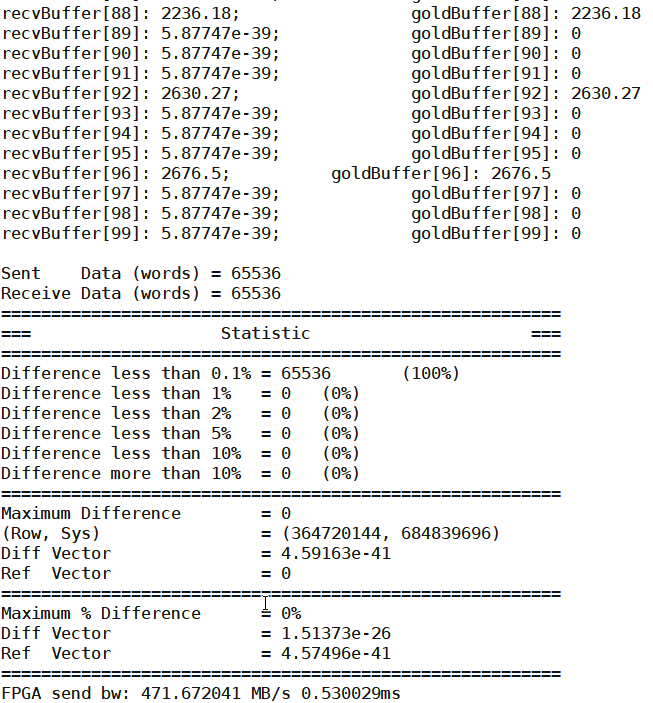 recvBuffer[88]: 2236.18; goldBuffer[88]: 2236.18
recvBuffer[89]: 5.87747e-39; goldBuffer[89]: 0
recvBuffer[90]: 5.87747e-39; goldBuffer[90]: 0
recvBuffer[91]: 5.87747e-39; goldBuffer[91]: 0
recvBuffer[92]: 2630.27; goldBuffer[92]: 2630.27
recvBuffer[93]: 5.87747e-39; goldBuffer[93]: 0
recvBuffer[94]: 5.87747e-39; goldBuffer[94]: 0
recvBuffer[95]: 5.87747e-39; goldBuffer[95]: 0
recvBuffer[96]: 2676.5; goldBuffer[96]: 2676.5
recvBuffer[97]: 5.87747e-39; goldBuffer[97]: 0
recvBuffer[98]: 5.87747e-39; goldBuffer[98]: 0
recvBuffer[99]: 5.87747e-39; goldBuffer[99]: 0
Sent Data (words) = 65536
Receive Data (words) = 65536
========================================================
=== Statistic ===
========================================================
Difference less than 0.1% = 65536 (100%)
Difference less than 1% = 0 (0%)
Difference less than 2% = 0 (0%)
Difference less than 5% = 0 (0%)
Difference less than 10% = 0 (0%)
Difference more than 10% = 0 (0%)
========================================================
Maximum Difference = 0
(Row, Sys) = (364720144, 684839696)
Diff Vector = 4.59163e-41
Ref Vector = 0
========================================================
Maximum % Difference = 0%
Diff Vector = 1.51373e-26
Ref Vector = 4.57496e-41
========================================================
FPGA send bw: 471.672041 MB/s 0.530029ms